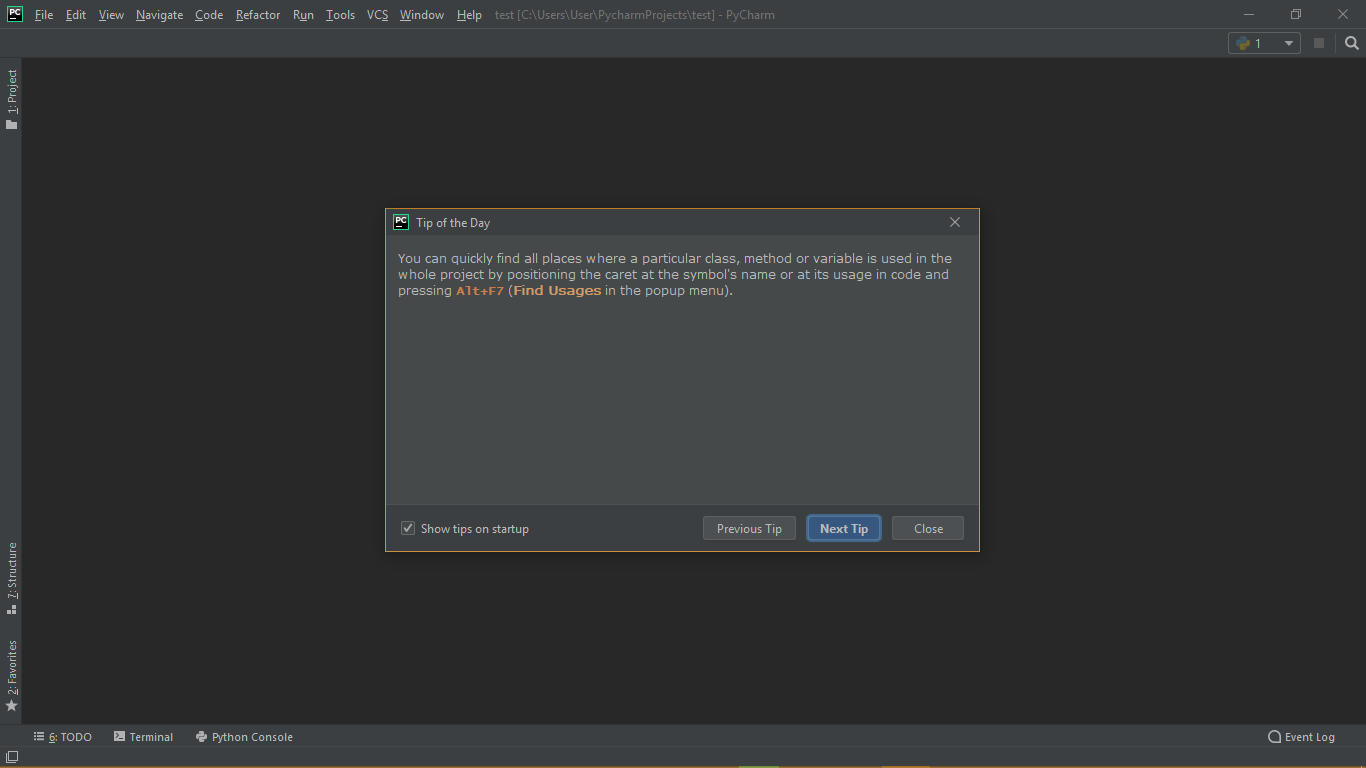 PC File Edit View Navigate Code Refactor Run Tools VCS Window Help test [C:\Users\User\PycharmProjects\test] - PyCharm
1
1: Project
PC Tip of the Day
You can quickly find all places where a particular class, method or variable is used in the
whole project by positioning the caret at the symbol's name or at its usage in code and
pressing Alt+F7 (Find Usages in the popup menu).
Show tips on startup Previous Tip Next Tip Close
7: Structure
2: Favorites
6: TODO Terminal Python Console Event Log